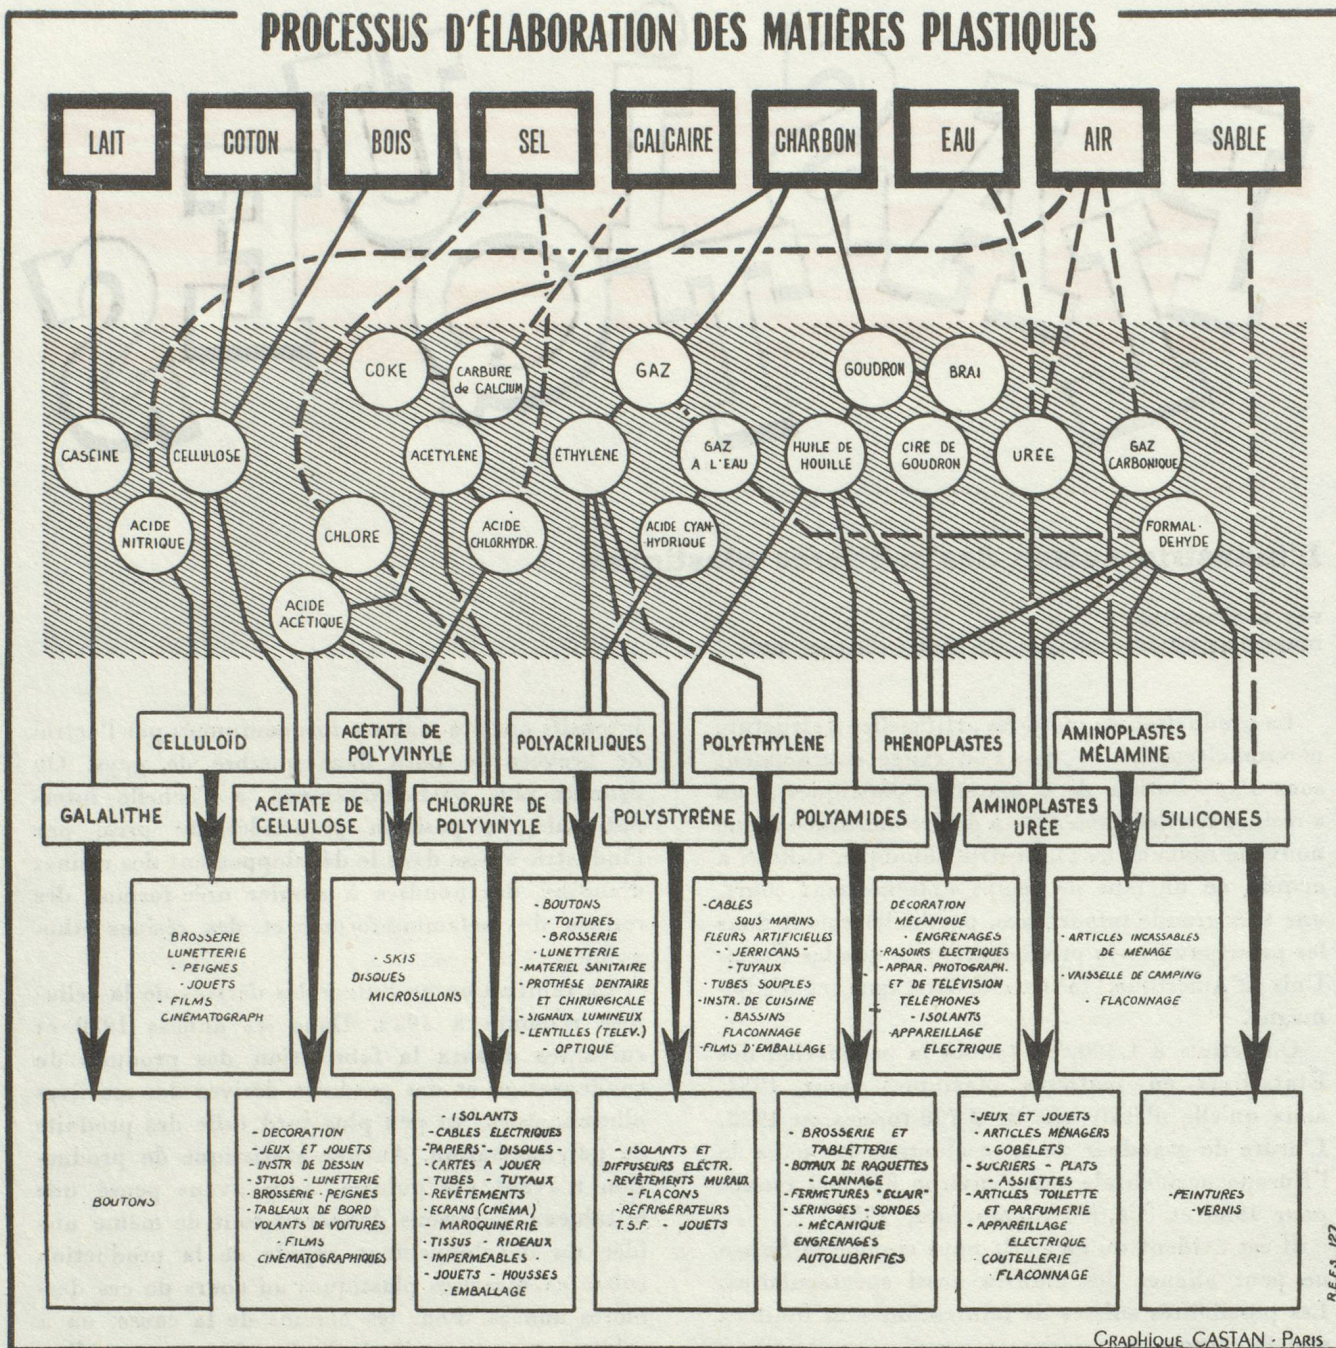 PROCESSUS D'ÉLABORATION DES MATIÈRES PLASTIQUES
LAIT
COTON
BOIS
SEL
CALCAIRE
CHARBON
EAU
AIR
SABLE
COKE
CARBURE
de CALCIUM
GAZ
GOUDRON
BRAI
CASÉINE
CELLULOSE
ACÉTYLÈNE
ÉTHYLÈNE
GAZ
A L'EAU
HUILE DE
HOUILLE
CIRE DE
GOUDRON
URÉE
GAZ
CARBONIQUE
ACIDE
NITRIQUE
CHLORE
ACIDE
CHLORHYDR.
ACIDE CYAN-
HYDRIQUE
FORMAL-
DEHYDE
ACIDE
ACÉTIQUE
CELLULOÏD
ACÉTATE DE
POLYVINYLE
POLYACRILIQUES
POLYÉTHYLÈNE
PHÉNOPLASTES
AMINOPLASTES
MÉLAMINE
GALALITHE
ACÉTATE DE
CELLULOSE
CHLORURE DE
POLYVINYLE
POLYSTYRÈNE
POLYAMIDES
AMINOPLASTES
URÉE
SILICONES
- BROSSERIE
LUNETTERIE
- PEIGNES
- JOUETS
- FILMS
CINÉMATOGRAPH
- SKIS
DISQUES
MICROSILLONS
- BOUTONS
- TOITURES
- BROSSERIE
- LUNETTERIE
- MATERIEL SANITAIRE
- PROTHÈSE DENTAIRE
ET CHIRURGICALE
- SIGNAUX LUMINEUX
- LENTILLES (TELEV.)
- OPTIQUE
- CABLES
SOUS MARINS
FLEURS ARTIFICIELLES
- "JERRICANS"
- TUYAUX
- TUBES SOUPLES
- INSTR. DE CUISINE
- BASSINS
FLACONNAGE
- FILMS D'EMBALLAGE
DÉCORATION
MÉCANIQUE
- ENGRENAGES
- RASOIRS ÉLECTRIQUES
- APPAR. PHOTOGRAPH.
ET DE TÉLÉVISION
TÉLÉPHONES
- ISOLANTS
- APPAREILLAGE
ELECTRIQUE
- ARTICLES INCASSABLES
DE MÉNAGE
- VAISSELLE DE CAMPING
- FLACONNAGE
BOUTONS
- DECORATION
- JEUX ET JOUETS
- INSTR DE DESSIN
- STYLOS - LUNETTERIE
- BROSSERIE - PEIGNES
- TABLEAUX DE BORD
VOLANTS DE VOITURES
- FILMS
CINÉMATOGRAPHIQUES
- ISOLANTS
- CABLES ÉLECTRIQUES
"PAPIERS" - DISQUES -
- CARTES A JOUER
- TUBES - TUYAUX
- REVÊTEMENTS
- ECRANS (CINÉMA)
- MAROQUINERIE
- TISSUS - RIDEAUX
- IMPERMÉABLES
- JOUETS - HOUSSES
- EMBALLAGE
- ISOLANTS ET
DIFFUSEURS ELECTR.
- REVÊTEMENTS MURAUX
- FLACONS
- REFRIGÉRATEURS
T.S.F - JOUETS
- BROSSERIE ET
TABLETTERIE
- BOYAUX DE RAQUETTES
- CANNAGE
- FERMETURES "ÉCLAIR"
- SERINGUES - SONDES
- MÉCANIQUE
ENGRENAGES
AUTOLUBRIFIES
- JEUX ET JOUETS
- ARTICLES MÉNAGERS
- GOBELETS
- SUCRIERS - PLATS
- ASSIETTES
- ARTICLES TOILETTE
ET PARFUMERIE
- APPAREILLAGE
ELECTRIQUE
- COUTELLERIE
- FLACONNAGE
- PEINTURES
- VERNIS
R.E.F.S. 127
GRAPHIQUE CASTAN - PARIS